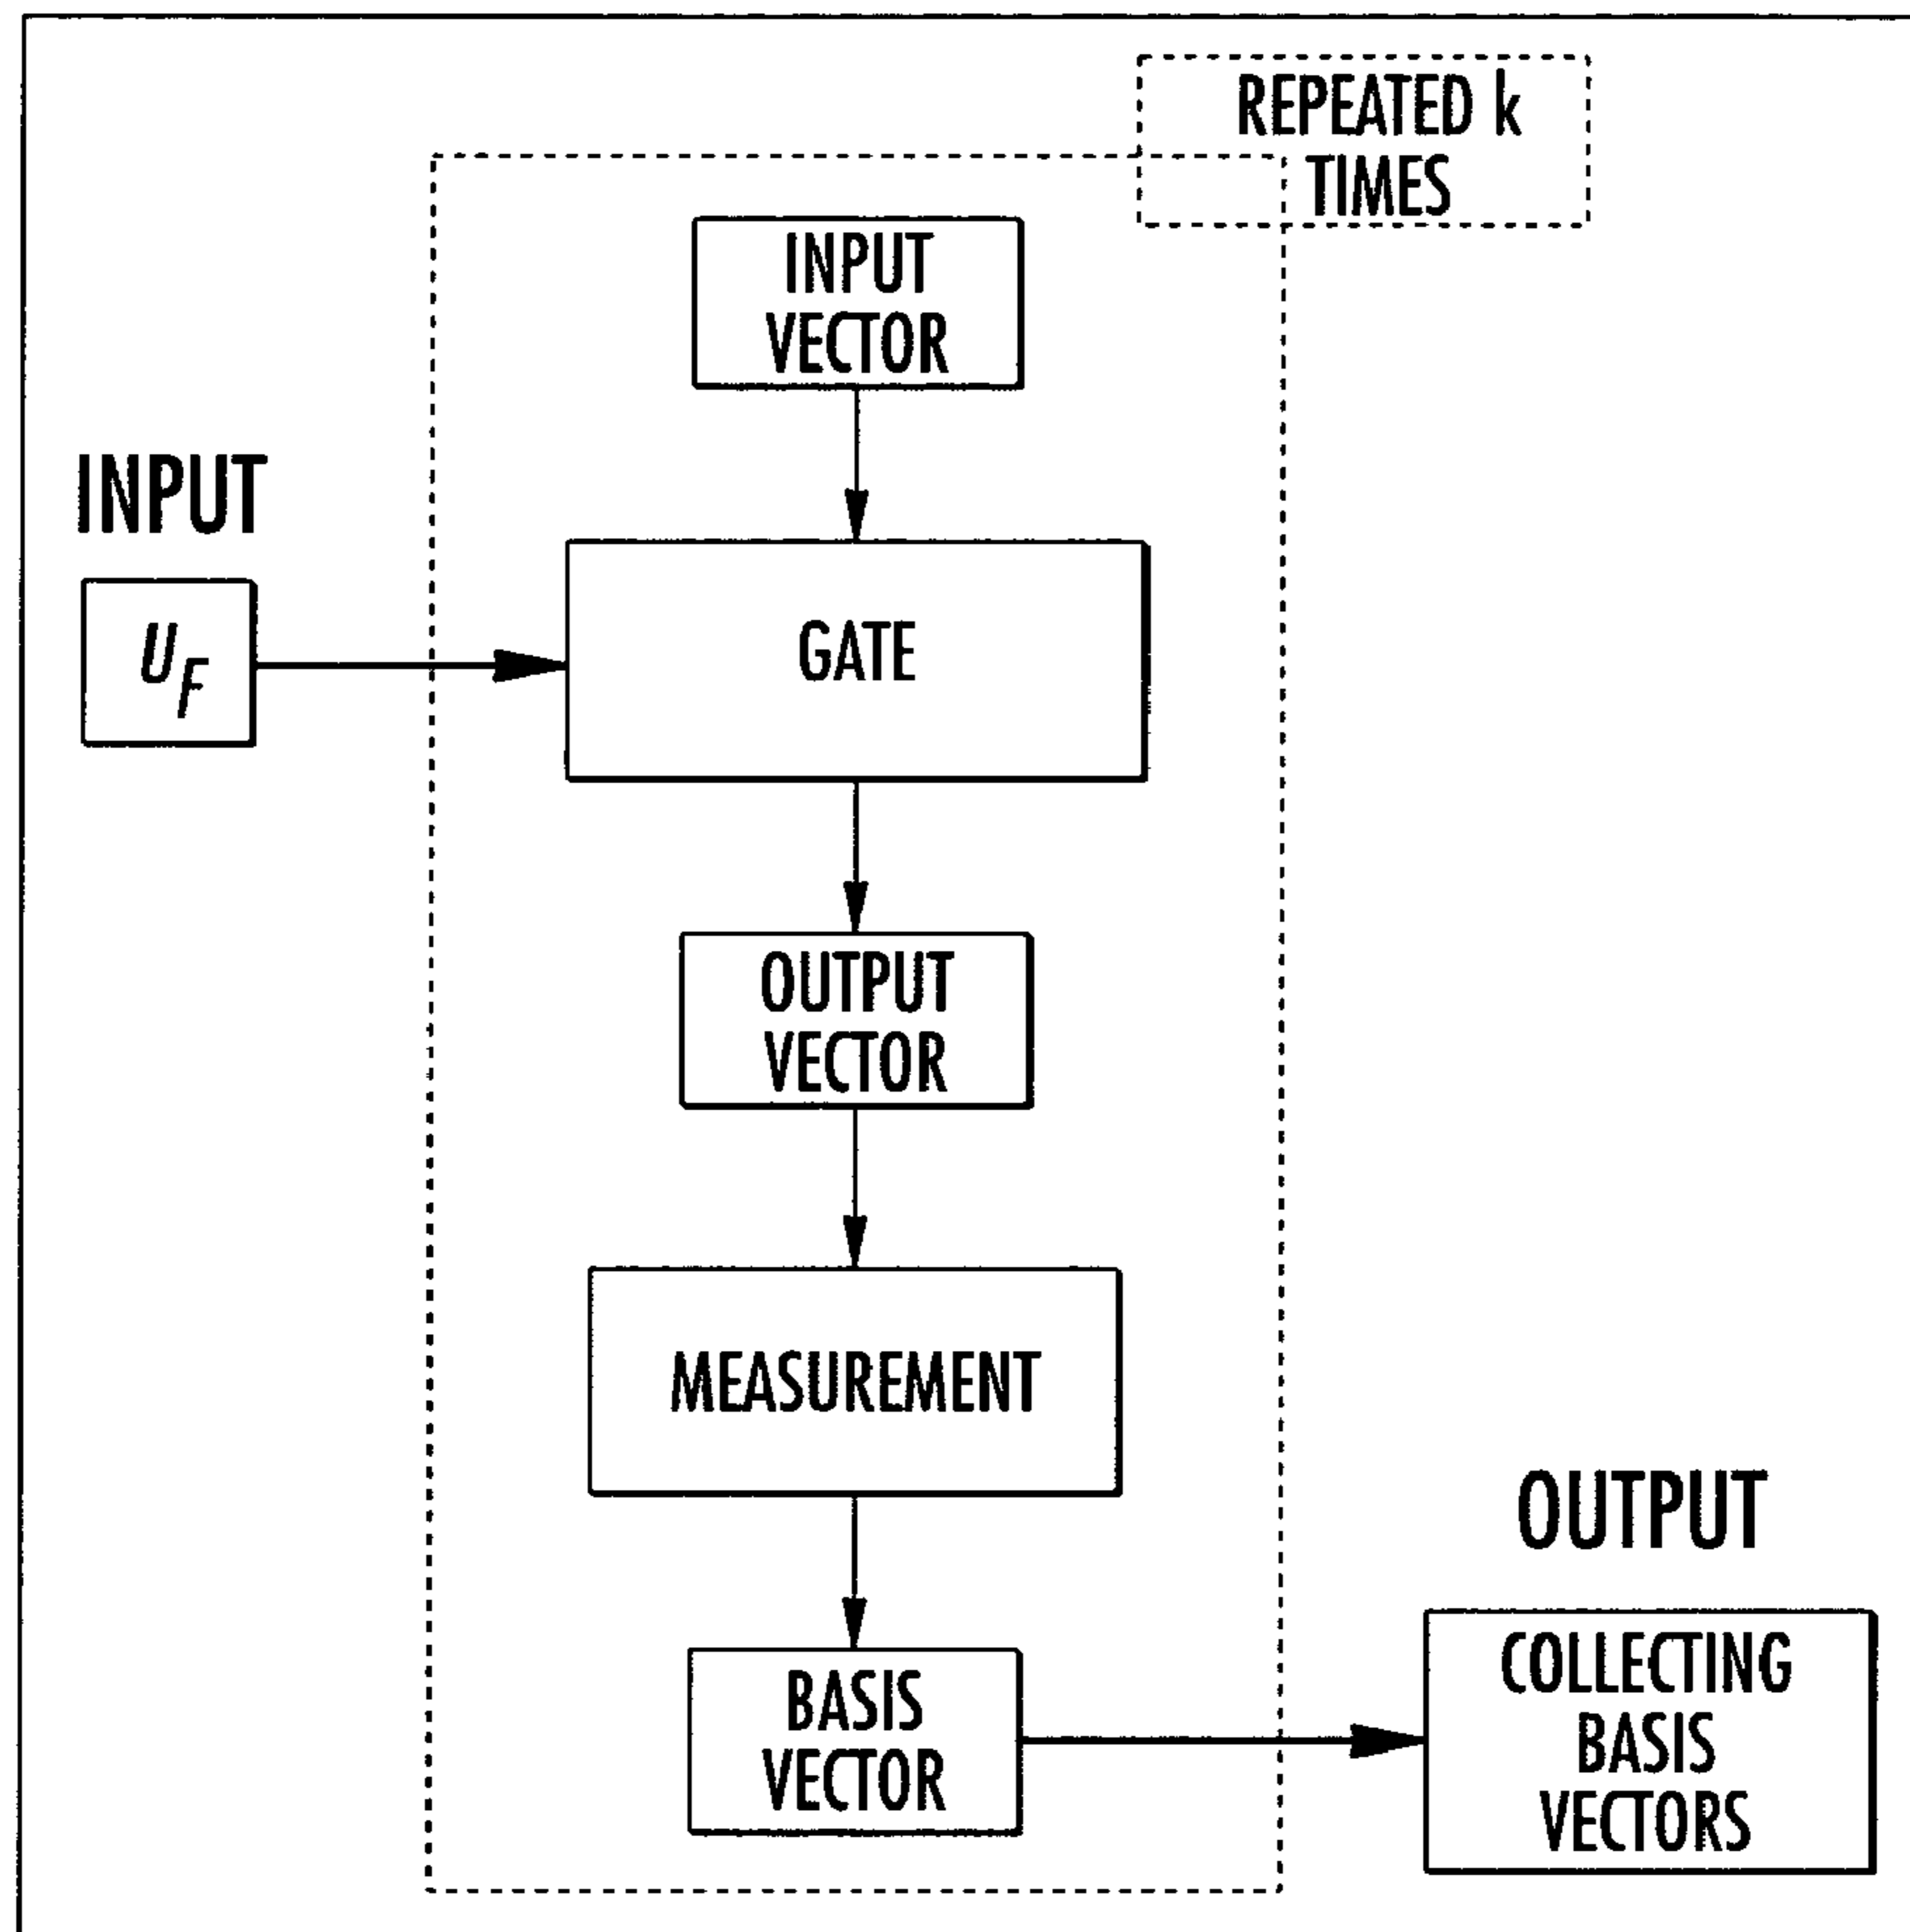 REPEATED k
TIMES
INPUT
VECTOR
INPUT
U_F
GATE
OUTPUT
VECTOR
MEASUREMENT
OUTPUT
BASIS
VECTOR
COLLECTING
BASIS
VECTORS